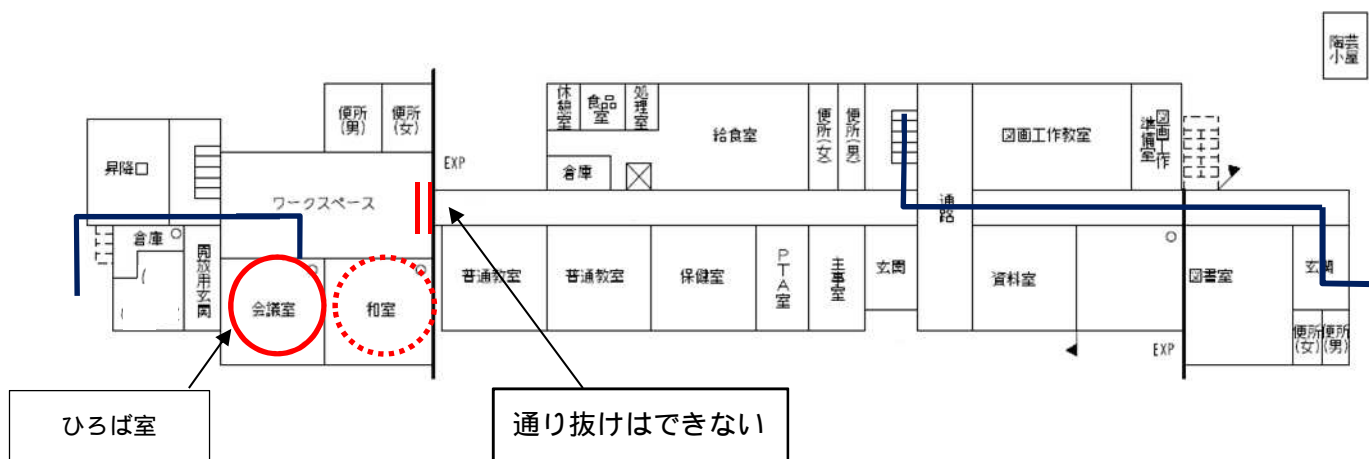 陶芸
小屋
便所
(男)
便所
(女)
休憩室
食品
室
処理室
給食室
便所(女)
便所(男)
図画工作教室
図画工作
準備室
昇降口
EXP
倉庫
ワークスペース
通路
倉庫
開放用玄関
会議室
和室
普通教室
普通教室
保健室
PTA室
主事室
玄関
資料室
図書室
玄関
便所
(女)
便所
(男)
EXP
ひろば室
通り抜けはできない